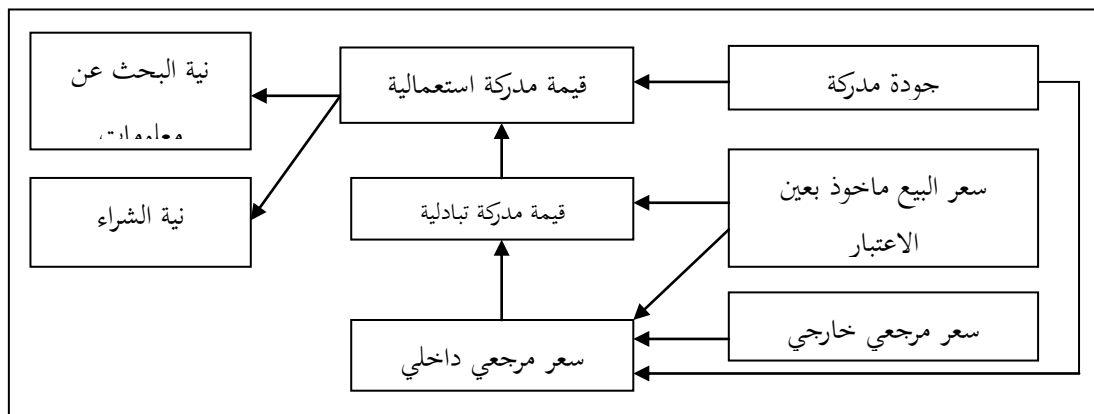 جودة مدركة
قيمة مدركة استعمالية
نية البحث عن
معلومات
سعر البيع ماخوذ بعين
الاعتبار
قيمة مدركة تبادلية
نية الشراء
سعر مرجعي خارجي
سعر مرجعي داخلي